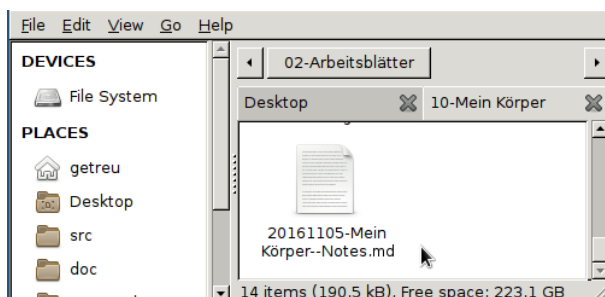 File Edit View Go Help
DEVICES
File System
PLACES
getreu
Desktop
src
doc
02-Arbeitsblätter
Desktop
10-Mein Körper
20161105-Mein
Körper--Notes.md
14 items (190.5 kB), Free space: 223.1 GB